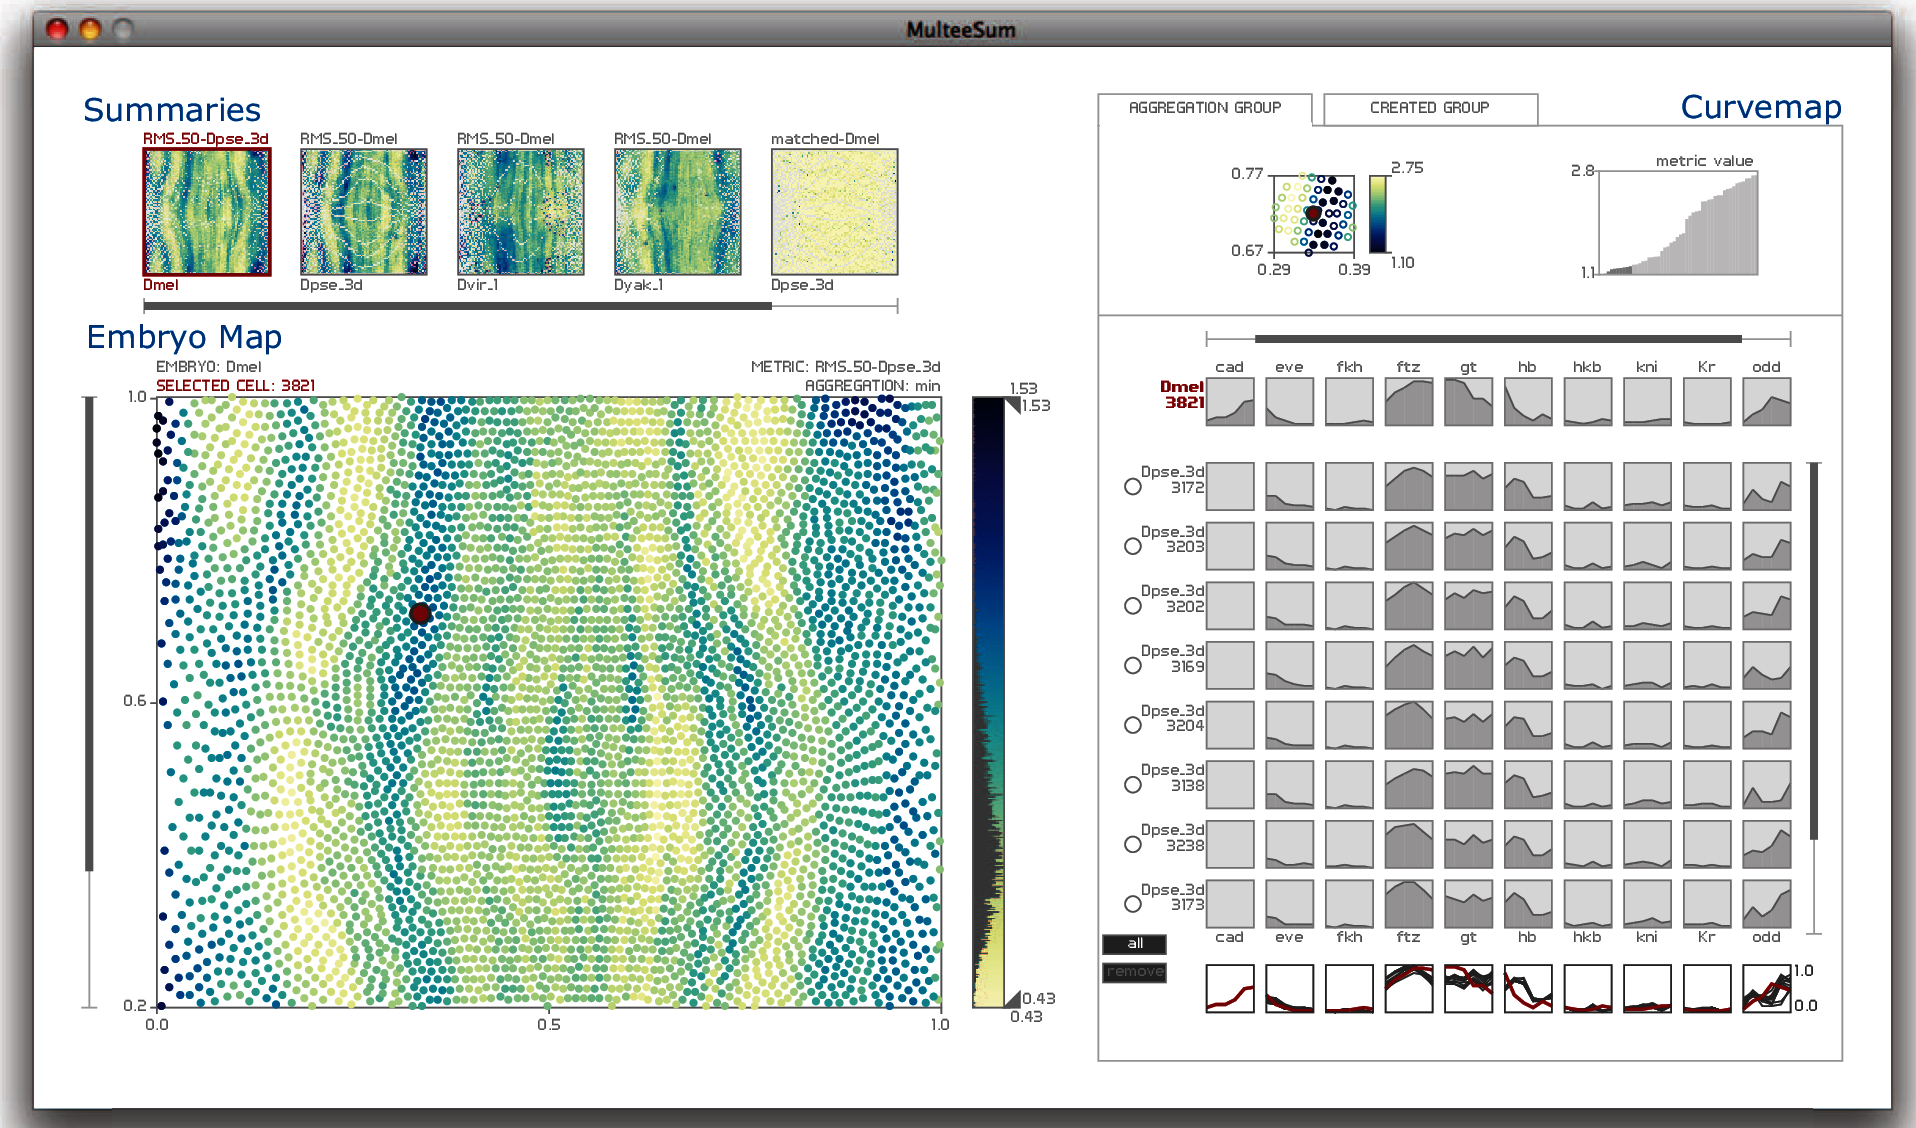 MulteeSum
Summaries
RMS_50-Dpse_3d RMS_50-Dmel RMS_50-Dmel RMS_50-Dmel matched-Dmel
Dmel Dpse_3d Dvir_1 Dyak_1 Dpse_3d
Embryo Map
EMBRYO: Dmel METRIC: RMS_50-Dpse_3d
SELECTED CELL: 3821 AGGREGATION: min
1.0
0.6
0.2
0.0 0.5 1.0
1.53
1.53
0.43
0.43
AGGREGATION GROUP CREATED GROUP Curvemap
0.77
0.67
0.29 0.39
2.75
1.10
metric value
2.8
1.1
cad eve fkh ftz gt hb hkb kni Kr odd
Dmel
3821
Dpse_3d
3172
Dpse_3d
3203
Dpse_3d
3202
Dpse_3d
3169
Dpse_3d
3204
Dpse_3d
3138
Dpse_3d
3238
Dpse_3d
3173
cad eve fkh ftz gt hb hkb kni Kr odd
all
remove
1.0
0.0